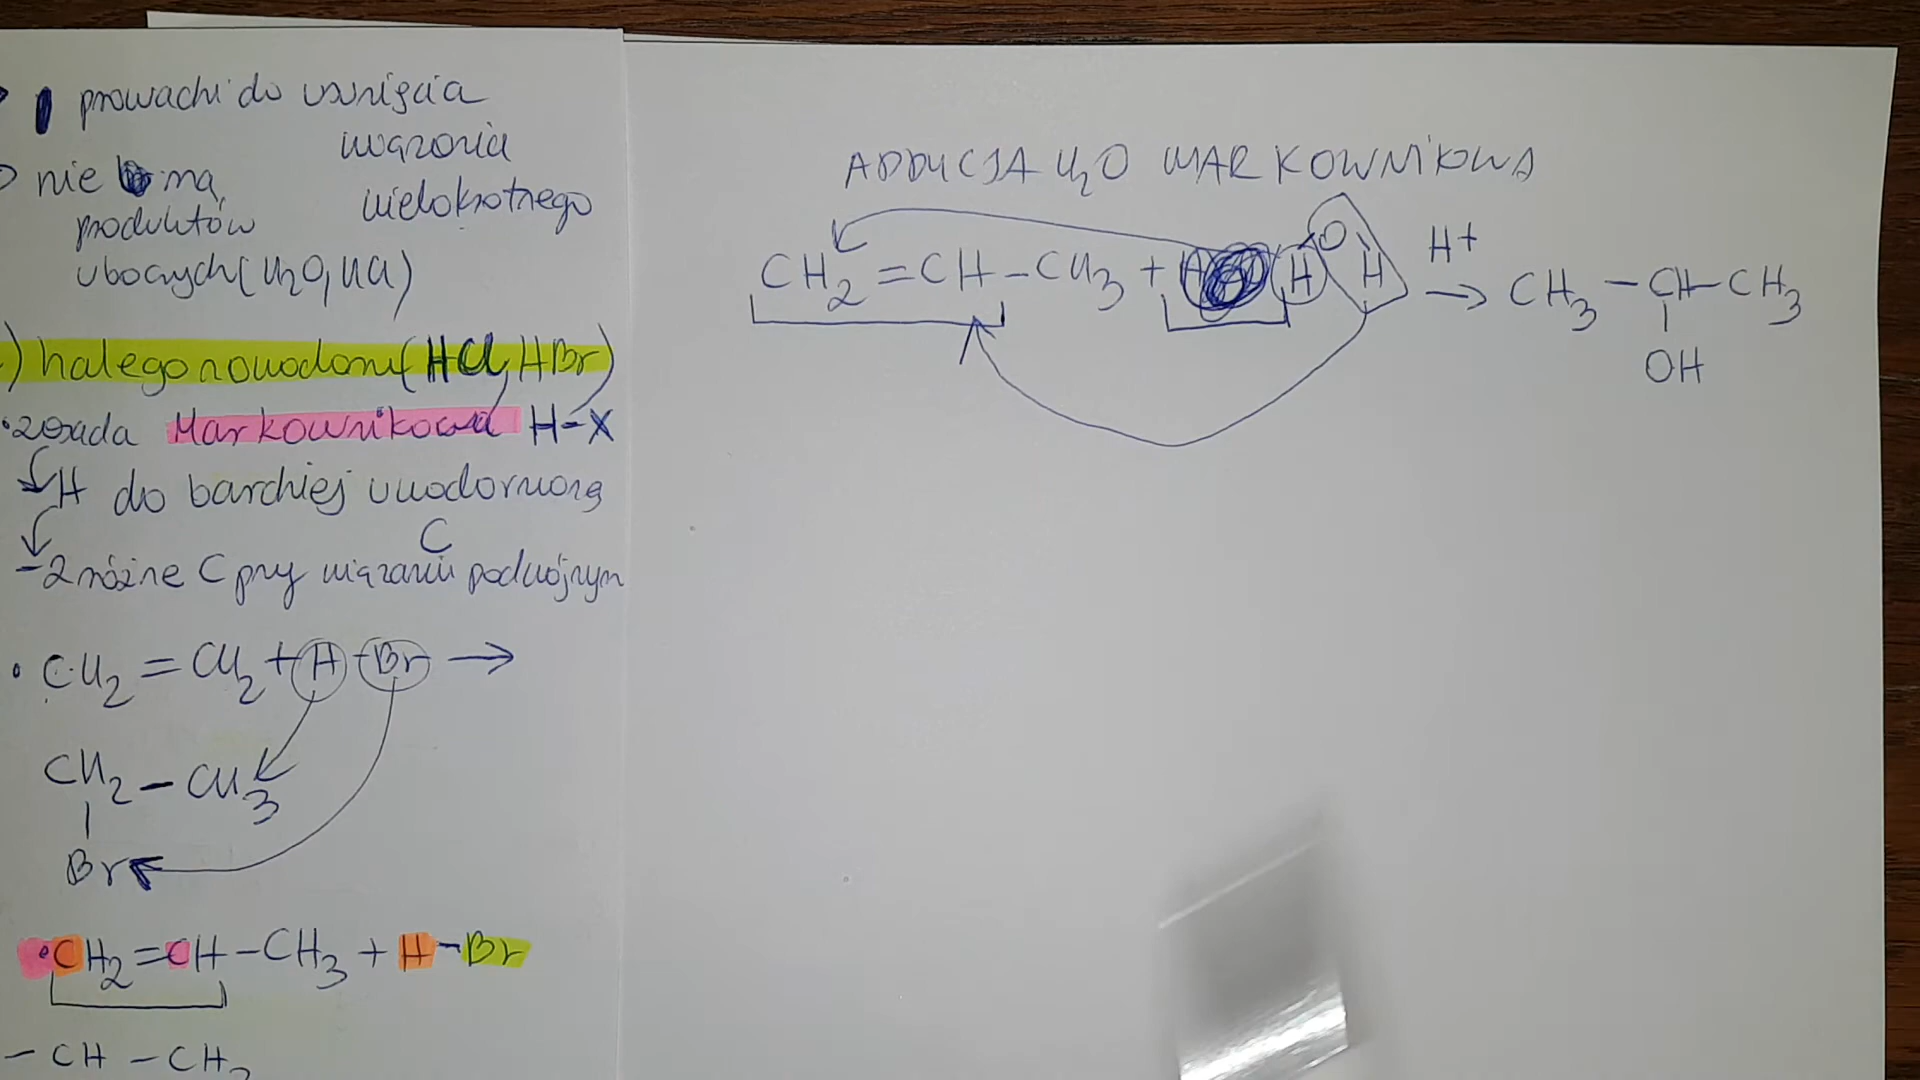 prowadzi do usunięcia
wiązania
nie ma wielokrotnego
produktów
ubocznych (H2O, HCl)
) halogenowodorami (HCl, HBr)
• zasada Markownikowa H-X
H do bardziej uwodornione
C
- 2 różne C przy wiązaniu podwójnym
• CH2 = CH2 + H - Br →
CH2 - CH3
|
Br
• CH2 = CH - CH3 + H - Br
- CH - CH3
ADDYCJA H2O MARKOWNIKOWA
CH2 = CH - CH3 + H O H H+ → CH3 - CH - CH3
|
OH